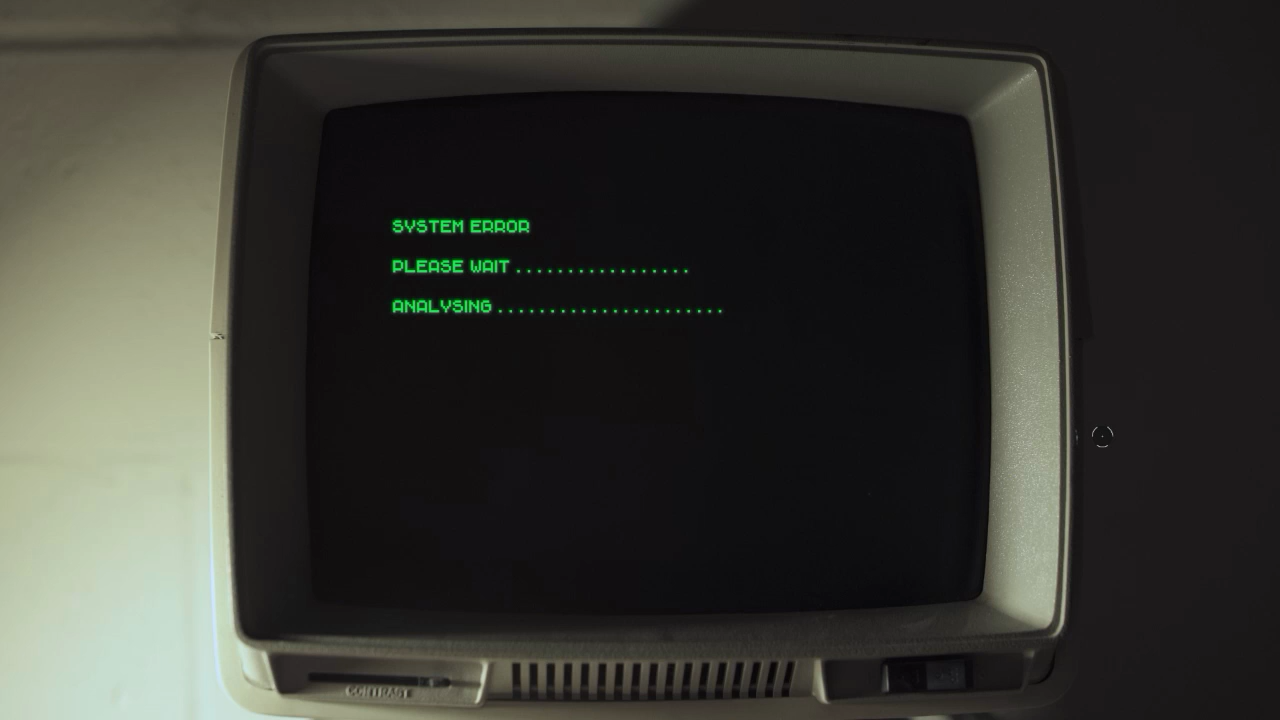 SYSTEM ERROR
PLEASE WAIT .................
ANALYSING ......................
CONTRAST